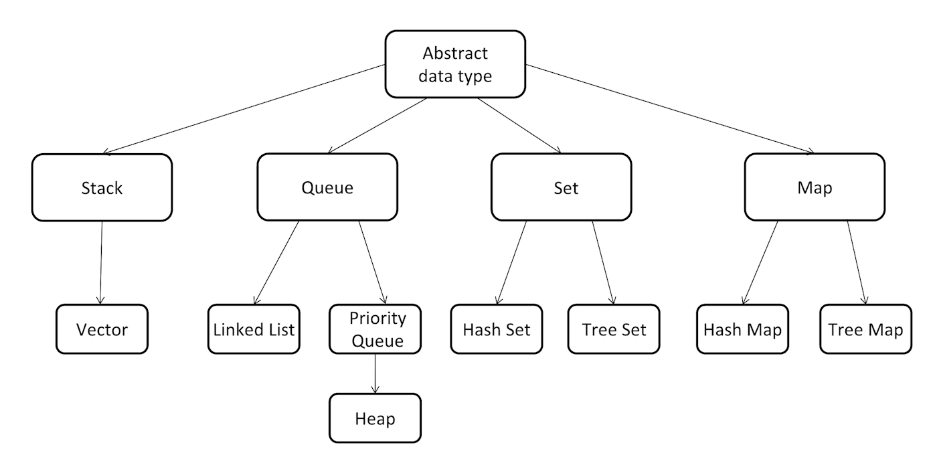 Abstract
data type
Stack
Queue
Set
Map
Vector
Linked List
Priority
Queue
Hash Set
Tree Set
Hash Map
Tree Map
Heap